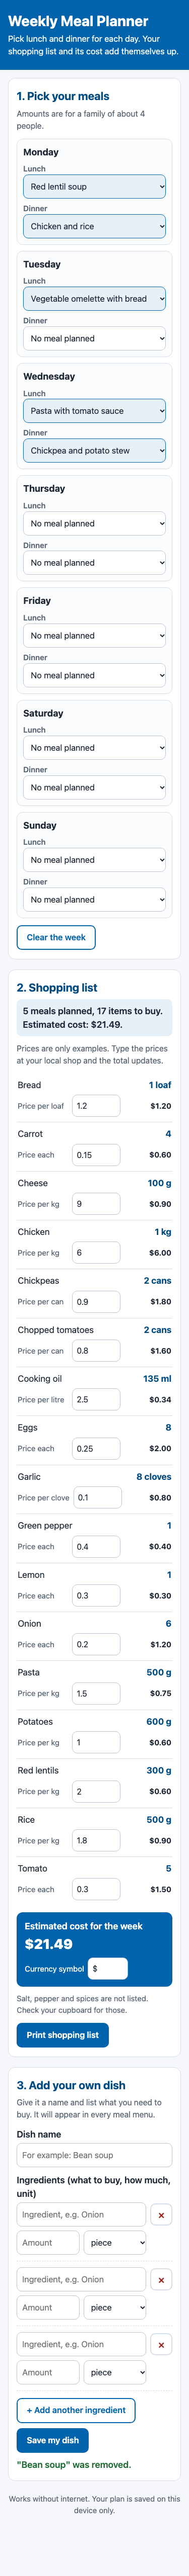 Weekly Meal Planner
Pick lunch and dinner for each day. Your
shopping list and its cost add themselves up.
1. Pick your meals
Amounts are for a family of about 4
people.
Monday
Lunch
Red lentil soup
Dinner
Chicken and rice
Tuesday
Lunch
Vegetable omelette with bread
Dinner
No meal planned
Wednesday
Lunch
Pasta with tomato sauce
Dinner
Chickpea and potato stew
Thursday
Lunch
No meal planned
Dinner
No meal planned
Friday
Lunch
No meal planned
Dinner
No meal planned
Saturday
Lunch
No meal planned
Dinner
No meal planned
Sunday
Lunch
No meal planned
Dinner
No meal planned
Clear the week
2. Shopping list
5 meals planned, 17 items to buy.
Estimated cost: $21.49.
Prices are only examples. Type the prices
at your local shop and the total updates.
Bread 1 loaf
Price per loaf 1.2 $1.20
Carrot 4
Price each 0.15 $0.60
Cheese 100 g
Price per kg 9 $0.90
Chicken 1 kg
Price per kg 6 $6.00
Chickpeas 2 cans
Price per can 0.9 $1.80
Chopped tomatoes 2 cans
Price per can 0.8 $1.60
Cooking oil 135 ml
Price per litre 2.5 $0.34
Eggs 8
Price each 0.25 $2.00
Garlic 8 cloves
Price per clove 0.1 $0.80
Green pepper 1
Price each 0.4 $0.40
Lemon 1
Price each 0.3 $0.30
Onion 6
Price each 0.2 $1.20
Pasta 500 g
Price per kg 1.5 $0.75
Potatoes 600 g
Price per kg 1 $0.60
Red lentils 300 g
Price per kg 2 $0.60
Rice 500 g
Price per kg 1.8 $0.90
Tomato 5
Price each 0.3 $1.50
Estimated cost for the week
$21.49
Currency symbol $
Salt, pepper and spices are not listed.
Check your cupboard for those.
Print shopping list
3. Add your own dish
Give it a name and list what you need to
buy. It will appear in every meal menu.
Dish name
For example: Bean soup
Ingredients (what to buy, how much,
unit)
Ingredient, e.g. Onion ×
Amount piece
Ingredient, e.g. Onion ×
Amount piece
Ingredient, e.g. Onion ×
Amount piece
+ Add another ingredient
Save my dish
"Bean soup" was removed.
Works without internet. Your plan is saved on this
device only.